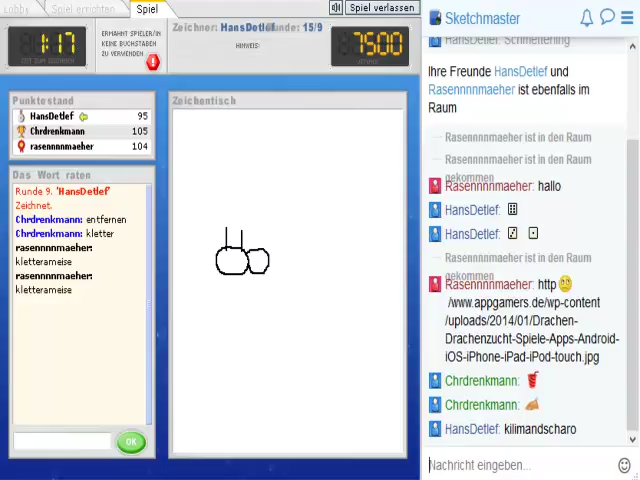 Lobby
Spiel errichten
Spiel
Spiel verlassen
1:17
ERMAHNT SPIELER/IN
KEINE BUCHSTABEN
ZU VERWENDEN
Zeichner: HansDetlef
Runde: 15/9
HINWEIS:
7500
Punktestand
HansDetlef 95
Chrdrenkmann 105
rasennnnmaeher 104
Das Wort raten
Runde 9. 'HansDetlef'
Zeichnet.
Chrdrenkmann: entfernen
Chrdrenkmann: kletter
rasennnnmaeher:
kletterameise
rasennnnmaeher:
kletterameise
OK
Zeichentisch
Sketchmaster
HansDetlef: Schmetterling
Ihre Freunde HansDetlef und
Rasennnnmaeher ist ebenfalls im
Raum
Rasennnnmaeher ist in den Raum
Rasennnnmaeher ist in den Raum
gekommen
Rasennnnmaeher: hallo
HansDetlef:
HansDetlef:
Rasennnnmaeher ist in den Raum
gekommen
Rasennnnmaeher: http
/www.appgamers.de/wp-content
/uploads/2014/01/Drachen-
Drachenzucht-Spiele-Apps-Android-
iOS-iPhone-iPad-iPod-touch.jpg
Chrdrenkmann:
Chrdrenkmann:
HansDetlef: kilimandscharo
Nachricht eingeben...